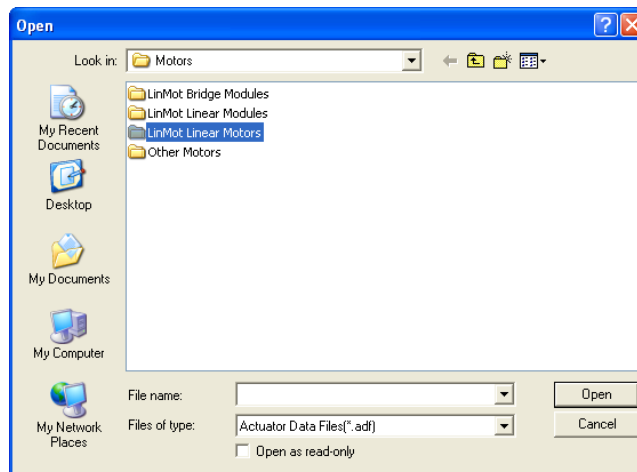 Open
Look in:
Motors
My Recent
Documents
Desktop
My Documents
My Computer
My Network
Places
LinMot Bridge Modules
LinMot Linear Modules
LinMot Linear Motors
Other Motors
File name:
Open
Files of type:
Actuator Data Files(*.adf)
Cancel
Open as read-only